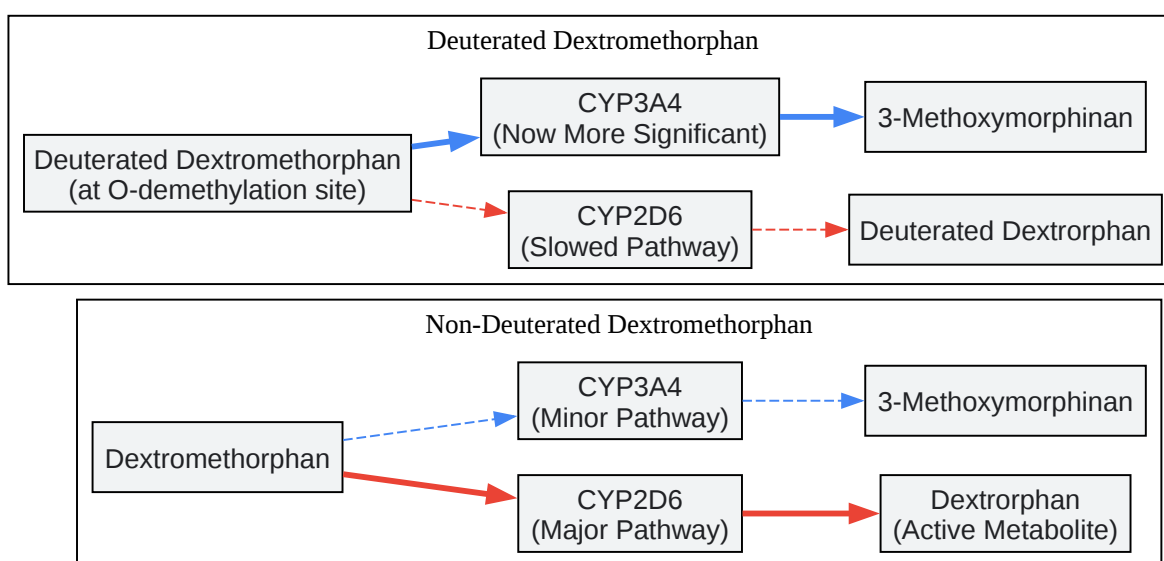 Deuterated Dextromethorphan
CYP3A4
(Now More Significant)
3-Methoxymorphinan
Deuterated Dextromethorphan
(at O-demethylation site)
CYP2D6
(Slowed Pathway)
Deuterated Dextrorphan
Non-Deuterated Dextromethorphan
CYP3A4
(Minor Pathway)
3-Methoxymorphinan
Dextromethorphan
CYP2D6
(Major Pathway)
Dextrorphan
(Active Metabolite)